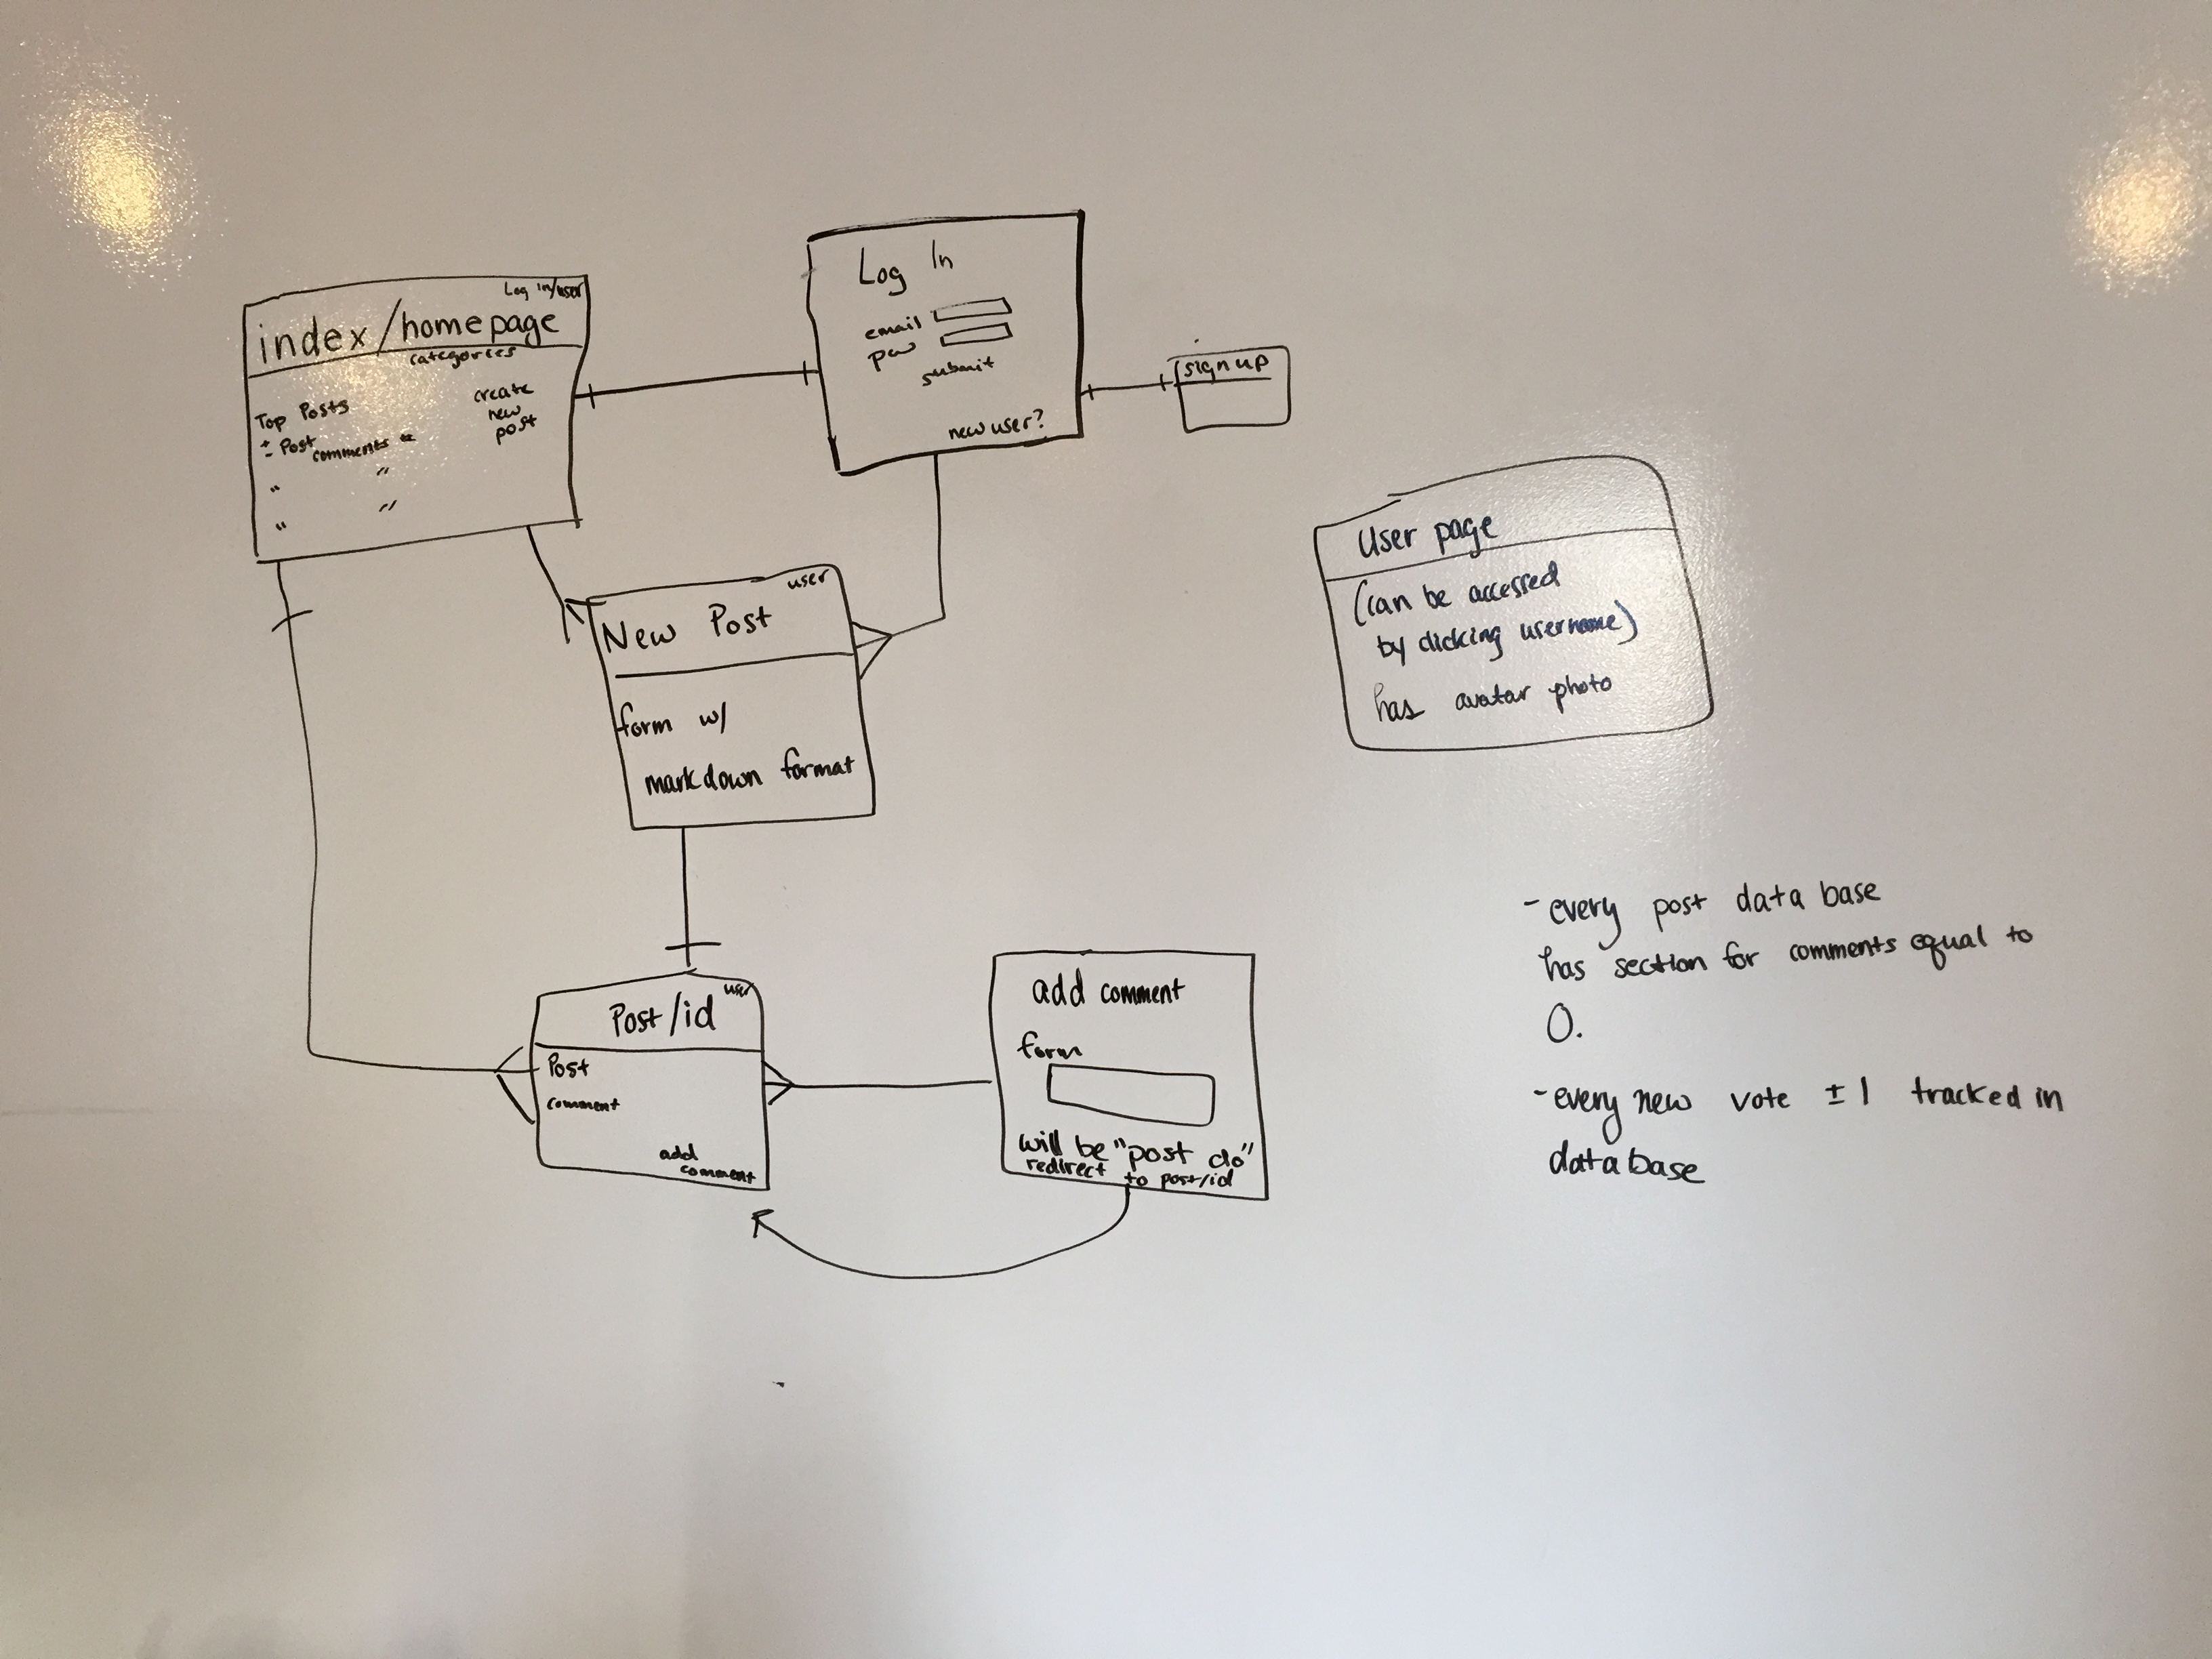 Log in/user
index/homepage
categories
Top Posts
create
new
post
+ Post
- comments "
" "
" "
Log In
email
pw
submit
new user?
sign up
user
New Post
form w/
markdown format
User page
(can be accessed
by clicking username)
has avatar photo
user
Post/id
Post
comment
add
comment
add comment
form
will be "post do"
redirect to post/id
- every post data base
has section for comments equal to
0.
- every new vote ± 1 tracked in
database